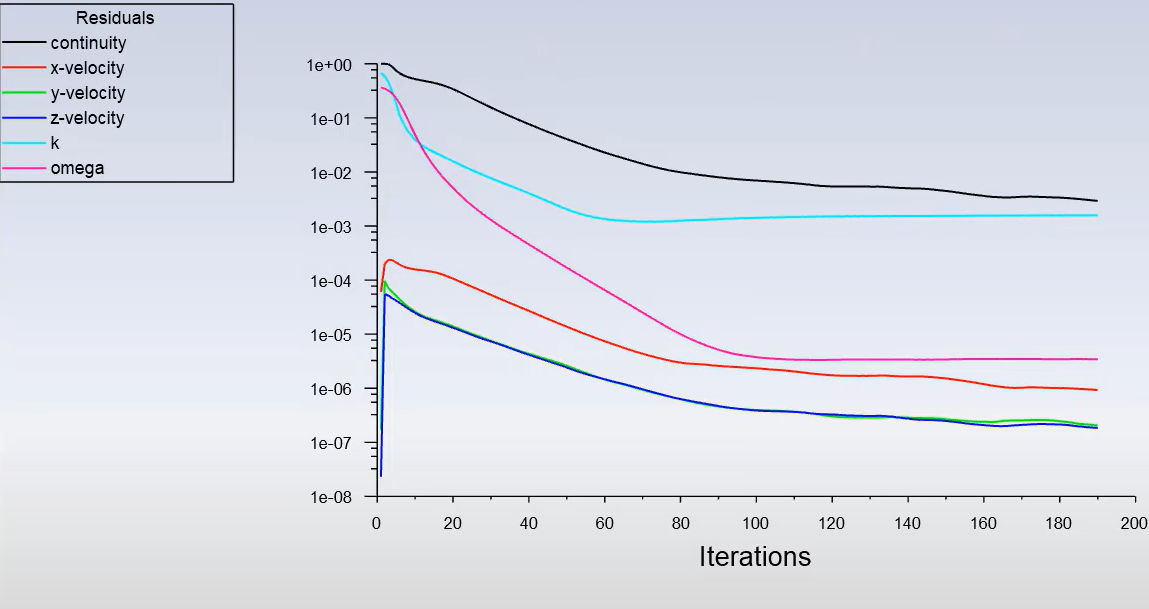 Residuals
continuity
x-velocity
y-velocity
z-velocity
k
omega
1e+00
1e-01
1e-02
1e-03
1e-04
1e-05
1e-06
1e-07
1e-08
0 20 40 60 80 100 120 140 160 180 200
Iterations